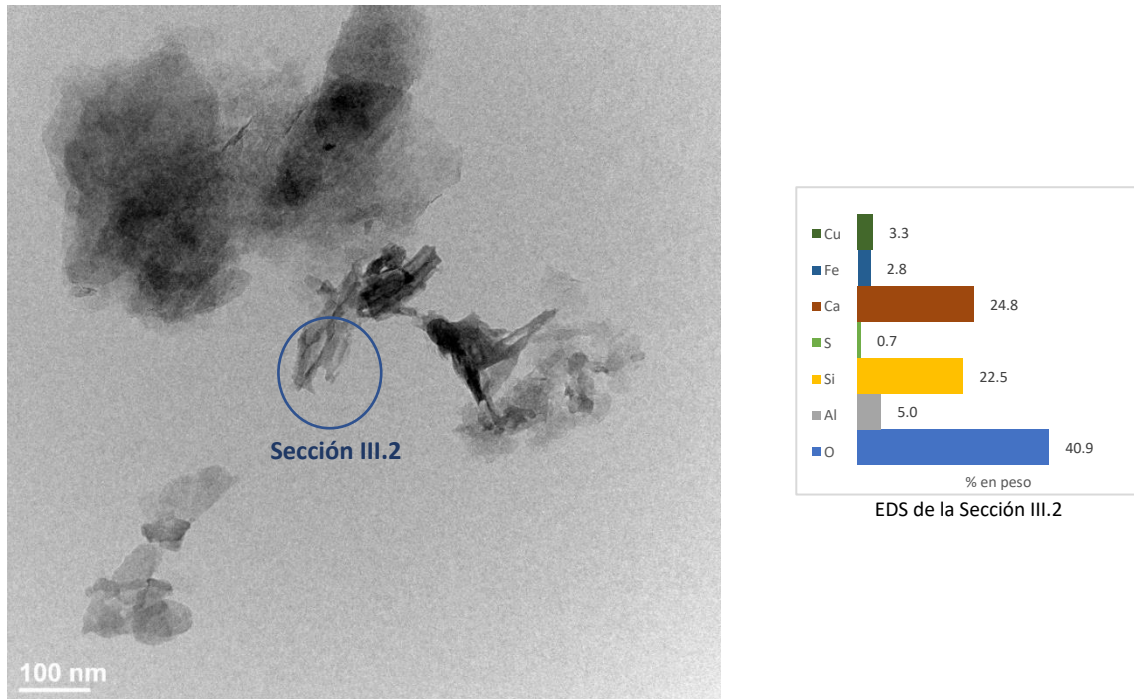 Sección III.2
100 nm
Cu 3.3
Fe 2.8
Ca 24.8
S 0.7
Si 22.5
Al 5.0
O 40.9
% en peso
EDS de la Sección III.2